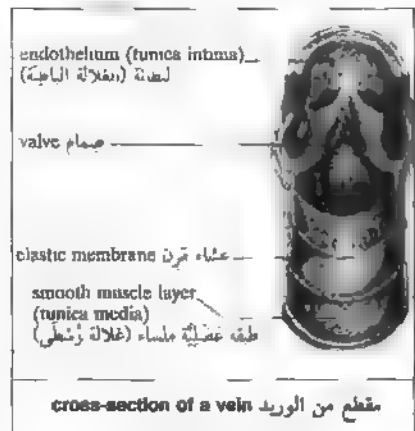 endothelium (tunica intima)
(الغلالة الباطنة)
valve صمام
elastic membrane غشاء مرن
smooth muscle layer
(tunica media)
طبقة عضلية ملساء (غلالة وسطى)
cross-section of a vein مقطع من الوريد